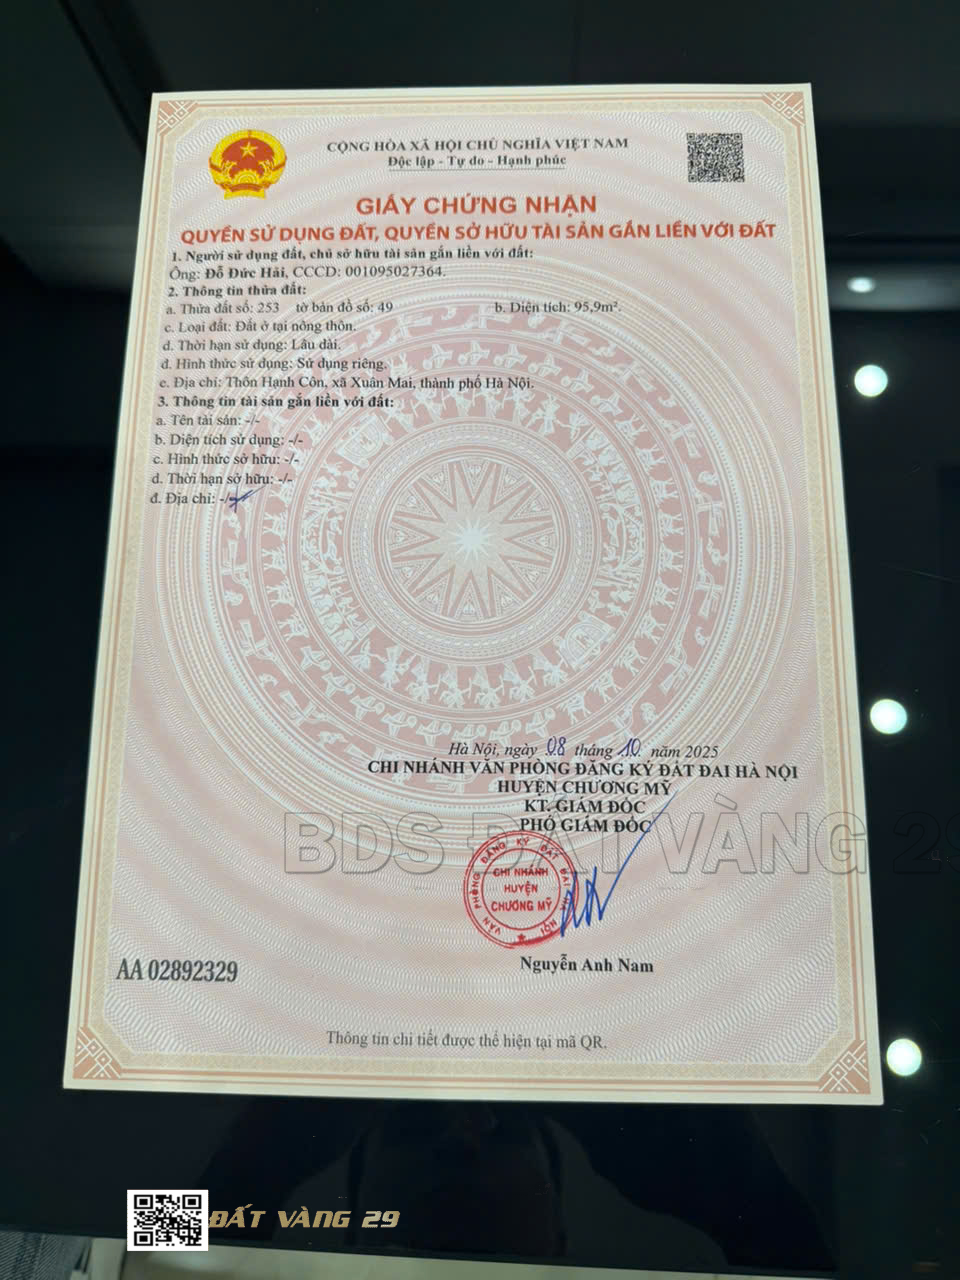 CỘNG HÒA XÃ HỘI CHỦ NGHĨA VIỆT NAM
Độc lập - Tự do - Hạnh phúc
GIẤY CHỨNG NHẬN
QUYỀN SỬ DỤNG ĐẤT, QUYỀN SỞ HỮU TÀI SẢN GẮN LIỀN VỚI ĐẤT
1. Người sử dụng đất, chủ sở hữu tài sản gắn liền với đất:
Ông: Đỗ Đức Hải, CCCD: 001095027364.
2. Thông tin thửa đất:
a. Thửa đất số: 253 tờ bản đồ số: 49 b. Diện tích: 95,9m².
c. Loại đất: Đất ở tại nông thôn.
d. Thời hạn sử dụng: Lâu dài.
đ. Hình thức sử dụng: Sử dụng riêng.
e. Địa chỉ: Thôn Hạnh Côn, xã Xuân Mai, thành phố Hà Nội.
3. Thông tin tài sản gắn liền với đất:
a. Tên tài sản: -/-
b. Diện tích sử dụng: -/-
c. Hình thức sở hữu: -/-
d. Thời hạn sở hữu: -/-
đ. Địa chỉ: -/-
Hà Nội, ngày 08 tháng 10 năm 2025
CHI NHÁNH VĂN PHÒNG ĐĂNG KÝ ĐẤT ĐAI HÀ NỘI
HUYỆN CHƯƠNG MỸ
KT. GIÁM ĐỐC
PHÓ GIÁM ĐỐC
BDS ĐẤT VÀNG 29
VĂN PHÒNG ĐĂNG KÝ ĐẤT ĐAI HÀ NỘI
CHI NHÁNH
HUYỆN
CHƯƠNG MỸ
Nguyễn Anh Nam
AA 02892329
Thông tin chi tiết được thể hiện tại mã QR.
ĐẤT VÀNG 29